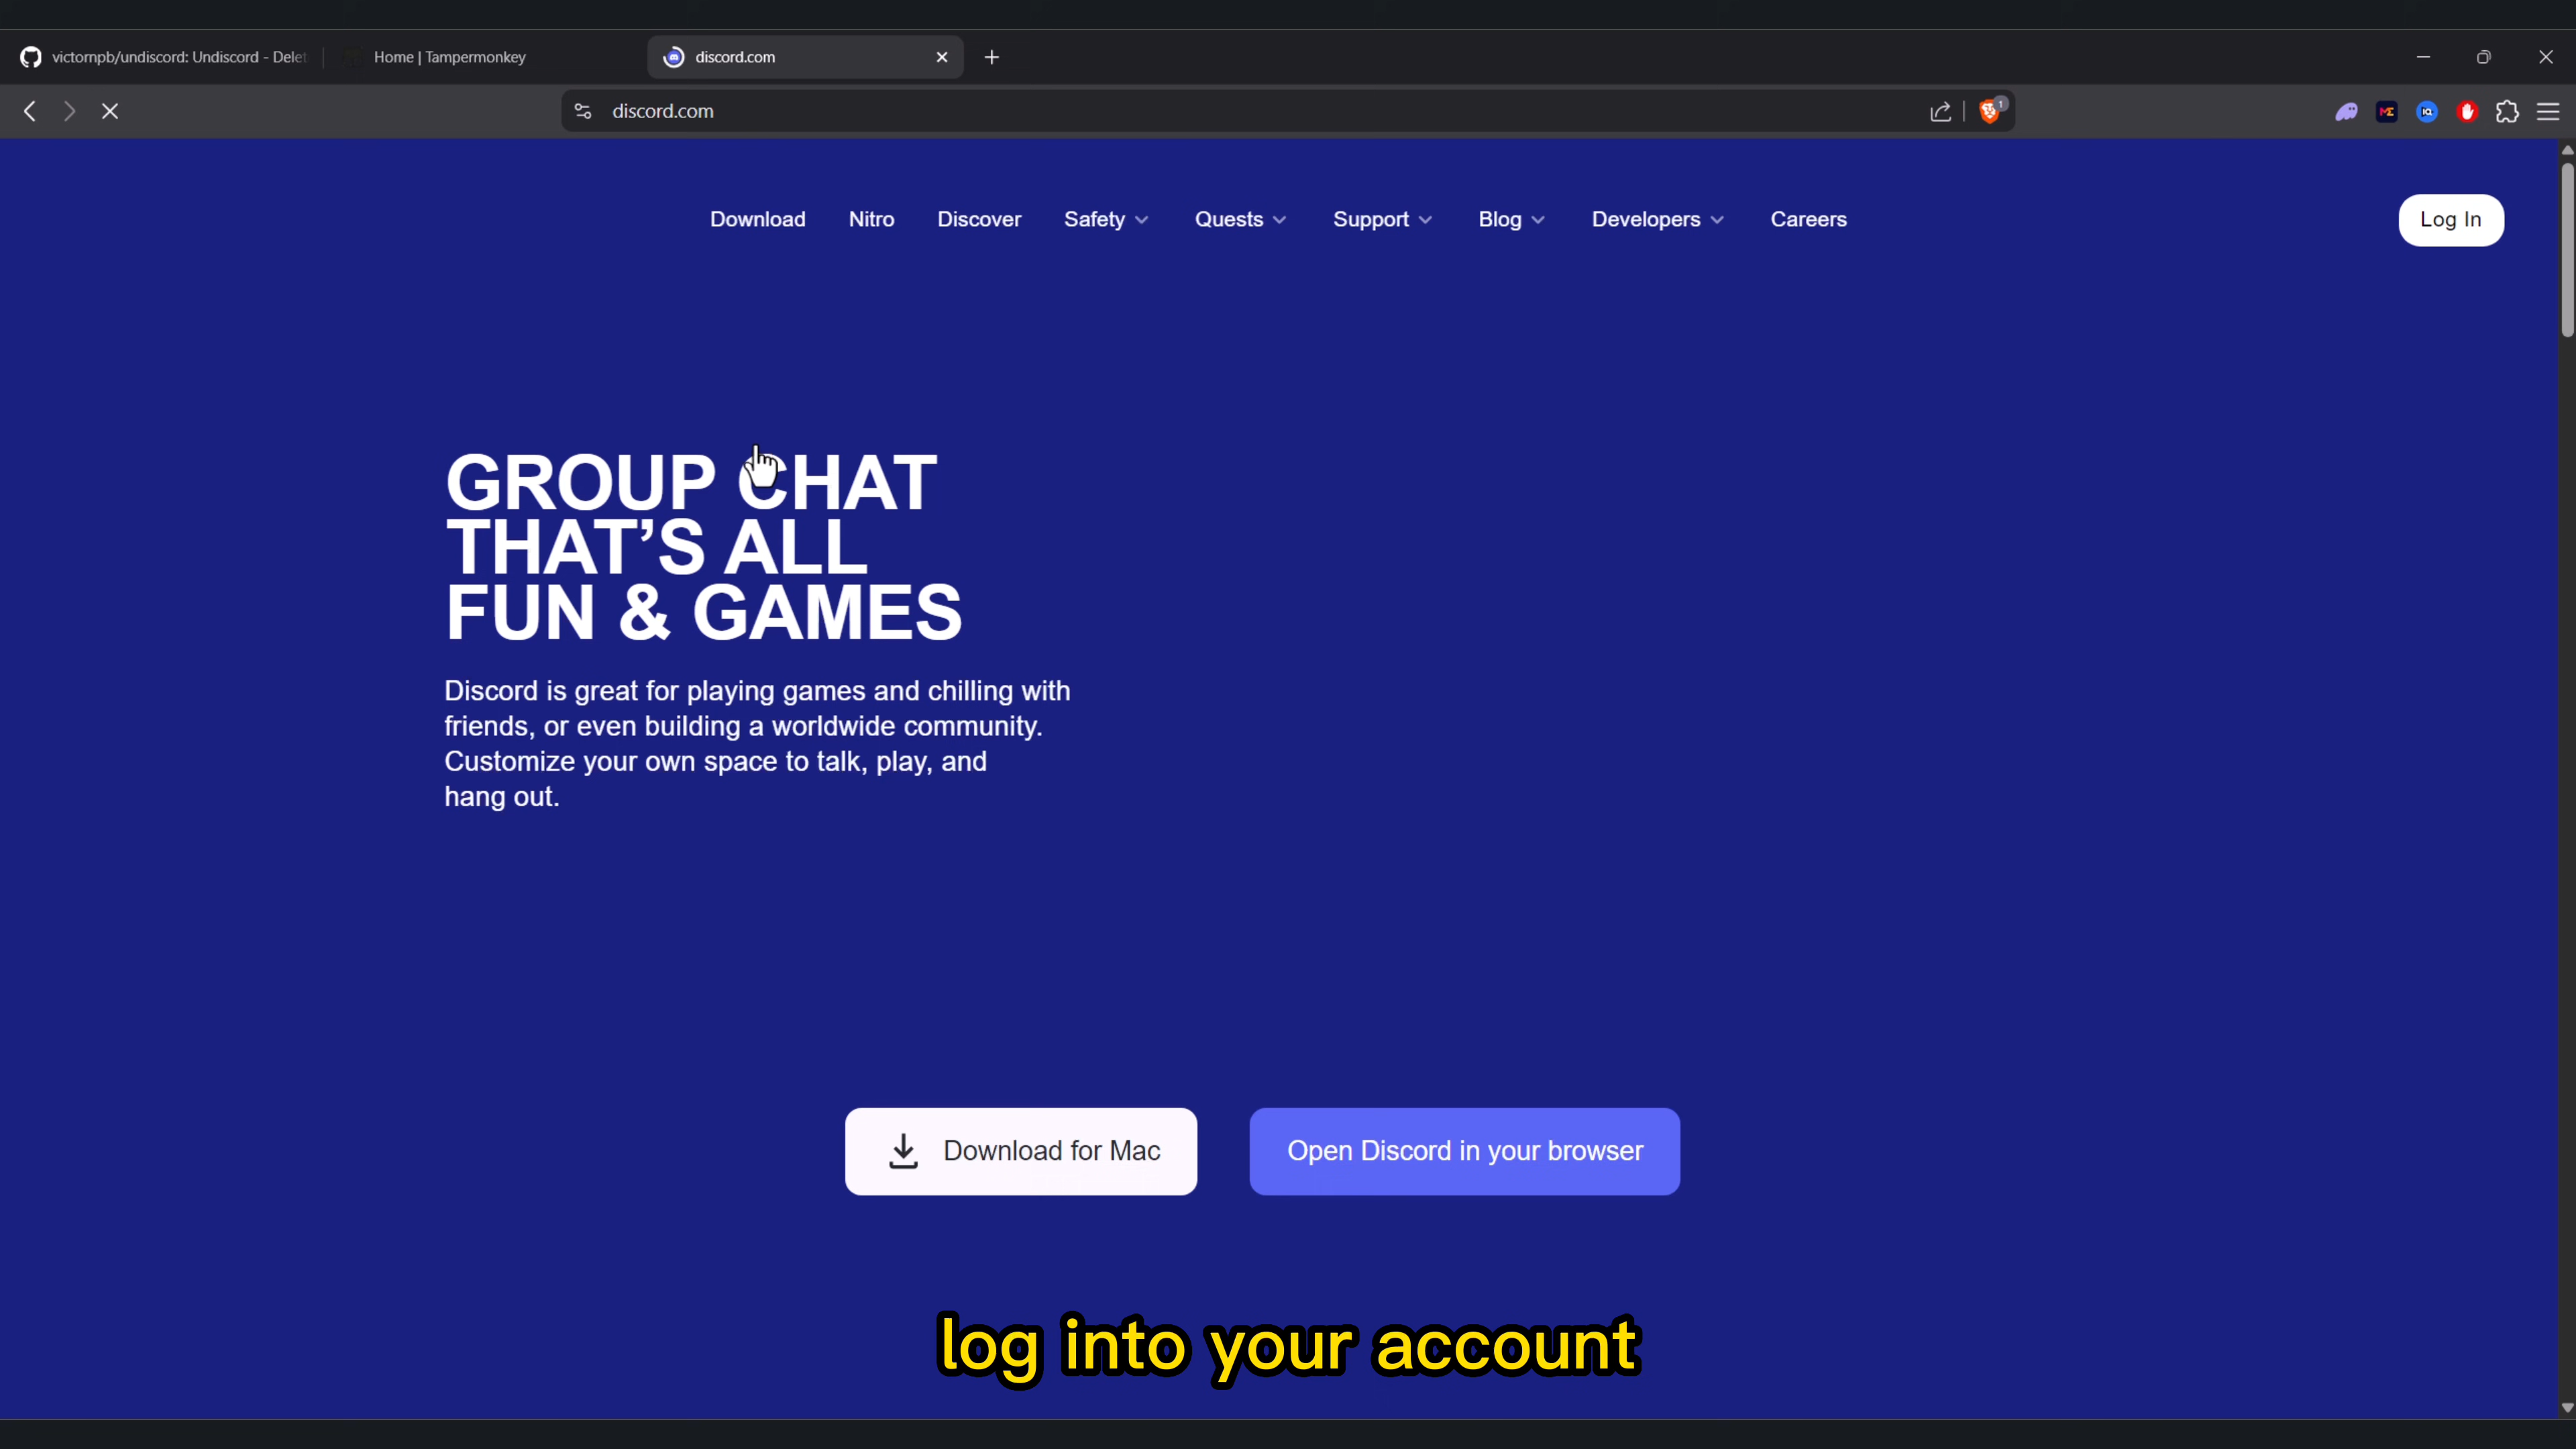 victornpb/undiscord: Undiscord - Delet
Home | Tampermonkey
discord.com
discord.com
1
Download Nitro Discover Safety Quests Support Blog Developers Careers
Log In
GROUP CHAT
THAT’S ALL
FUN & GAMES
Discord is great for playing games and chilling with
friends, or even building a worldwide community.
Customize your own space to talk, play, and
hang out.
Download for Mac
Open Discord in your browser
log into your account